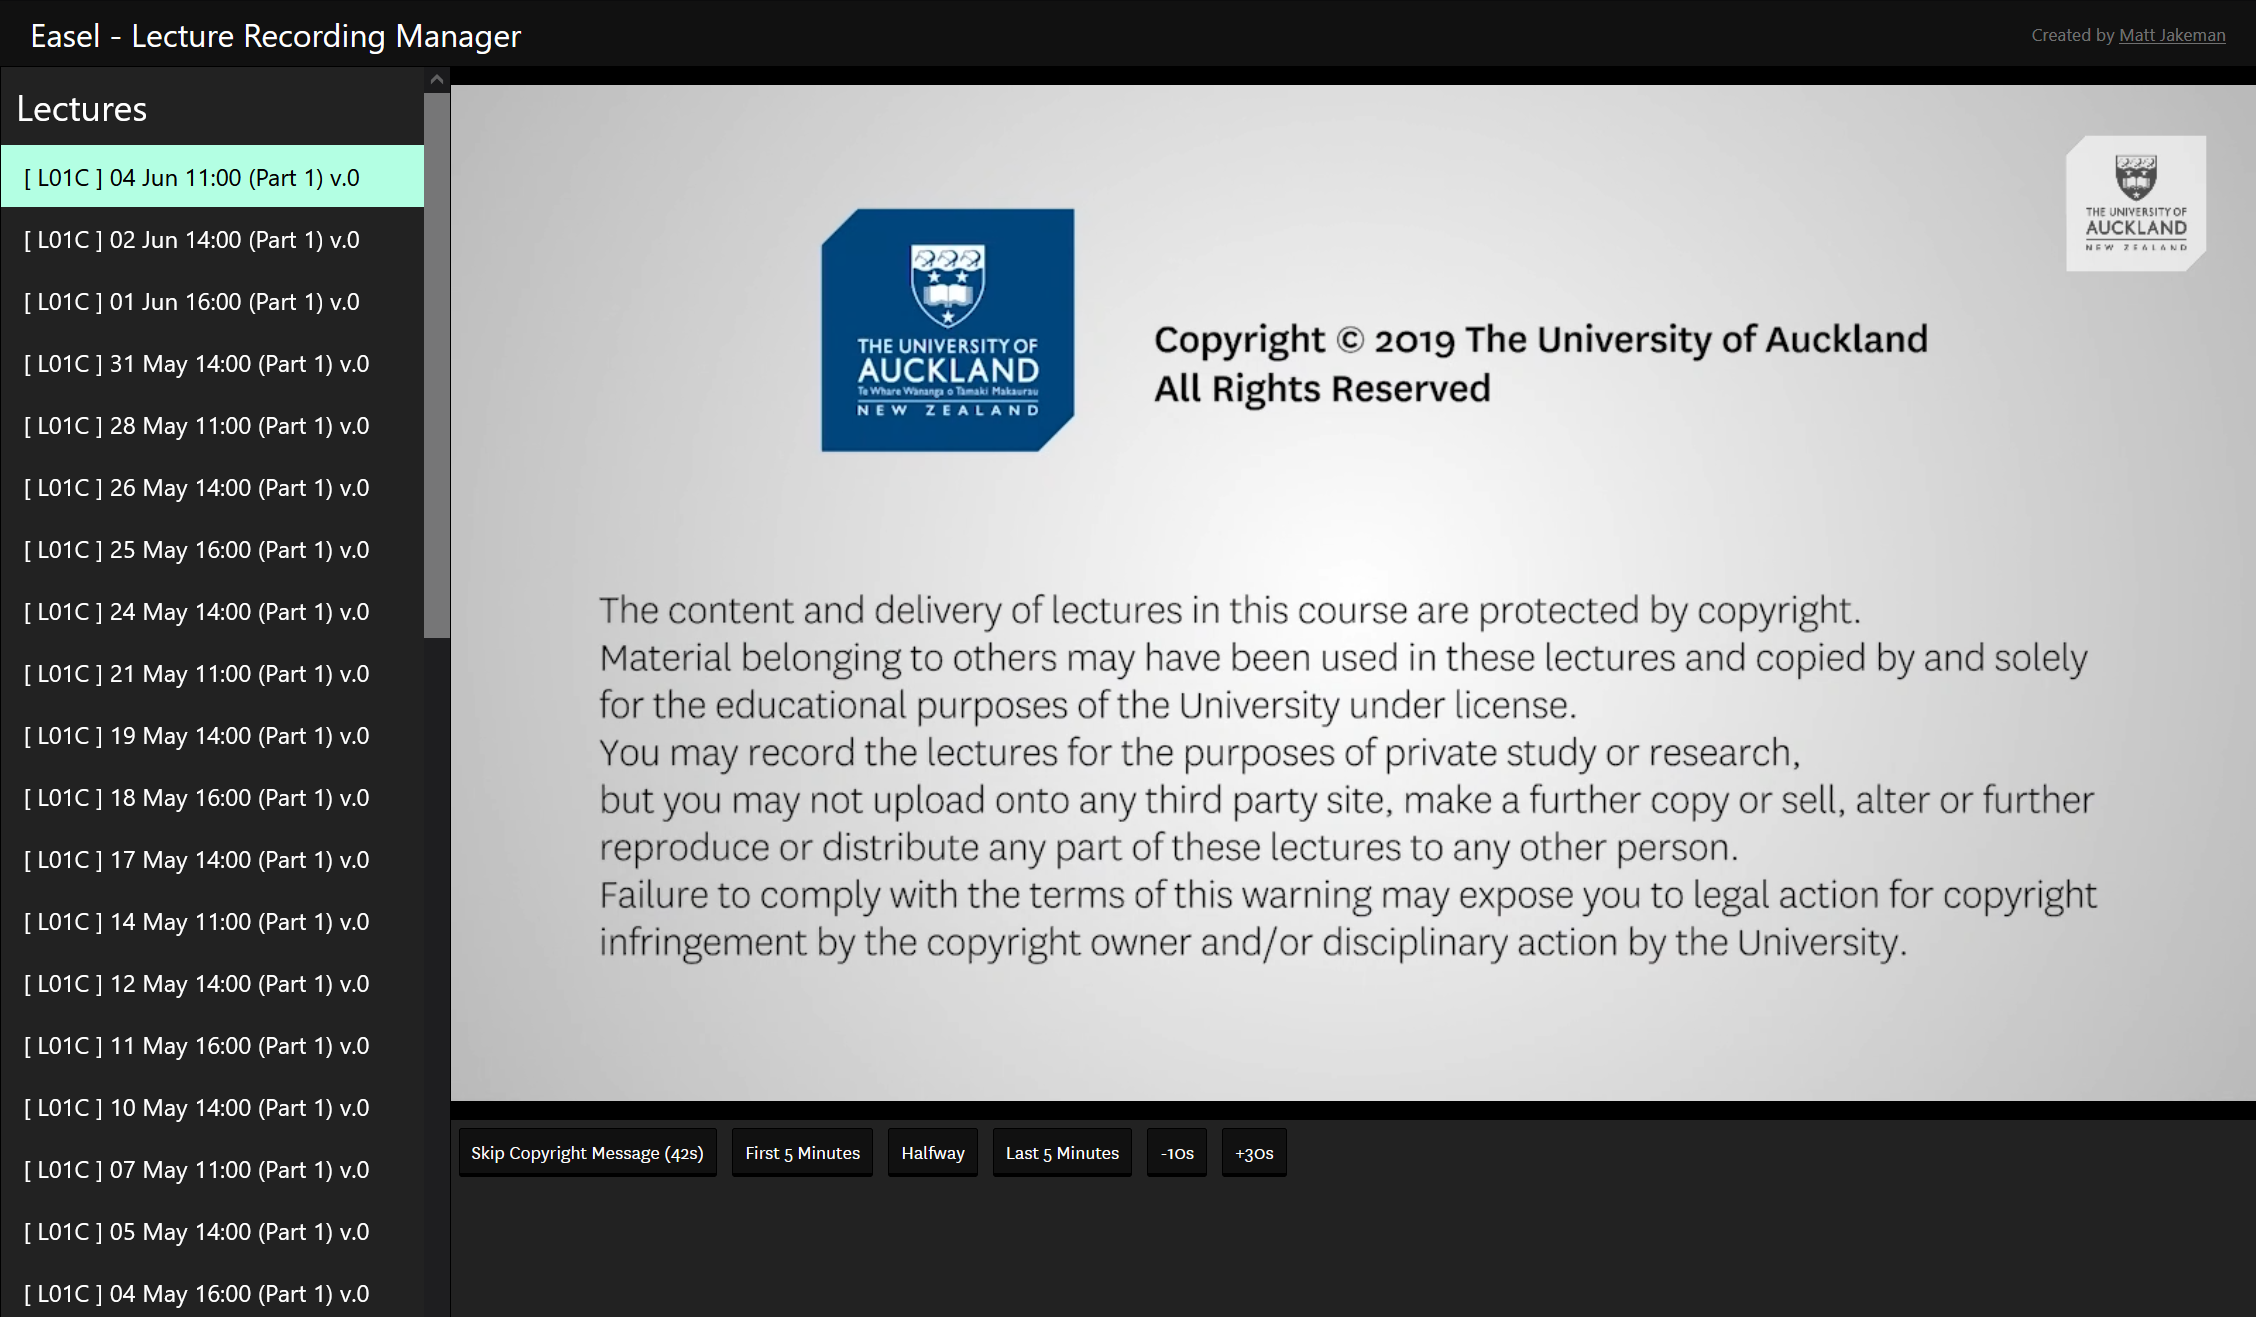 Easel - Lecture Recording Manager
Created by Matt Jakeman
Lectures
[ L01C ] 04 Jun 11:00 (Part 1) v.0
[ L01C ] 02 Jun 14:00 (Part 1) v.0
[ L01C ] 01 Jun 16:00 (Part 1) v.0
[ L01C ] 31 May 14:00 (Part 1) v.0
[ L01C ] 28 May 11:00 (Part 1) v.0
[ L01C ] 26 May 14:00 (Part 1) v.0
[ L01C ] 25 May 16:00 (Part 1) v.0
[ L01C ] 24 May 14:00 (Part 1) v.0
[ L01C ] 21 May 11:00 (Part 1) v.0
[ L01C ] 19 May 14:00 (Part 1) v.0
[ L01C ] 18 May 16:00 (Part 1) v.0
[ L01C ] 17 May 14:00 (Part 1) v.0
[ L01C ] 14 May 11:00 (Part 1) v.0
[ L01C ] 12 May 14:00 (Part 1) v.0
[ L01C ] 11 May 16:00 (Part 1) v.0
[ L01C ] 10 May 14:00 (Part 1) v.0
[ L01C ] 07 May 11:00 (Part 1) v.0
[ L01C ] 05 May 14:00 (Part 1) v.0
[ L01C ] 04 May 16:00 (Part 1) v.0
THE UNIVERSITY OF
AUCKLAND
Te Whare Wananga o Tamaki Makaurau
NEW ZEALAND
Copyright © 2019 The University of Auckland
All Rights Reserved
THE UNIVERSITY OF
AUCKLAND
NEW ZEALAND
The content and delivery of lectures in this course are protected by copyright.
Material belonging to others may have been used in these lectures and copied by and solely
for the educational purposes of the University under license.
You may record the lectures for the purposes of private study or research,
but you may not upload onto any third party site, make a further copy or sell, alter or further
reproduce or distribute any part of these lectures to any other person.
Failure to comply with the terms of this warning may expose you to legal action for copyright
infringement by the copyright owner and/or disciplinary action by the University.
Skip Copyright Message (42s)
First 5 Minutes
Halfway
Last 5 Minutes
-10s
+30s